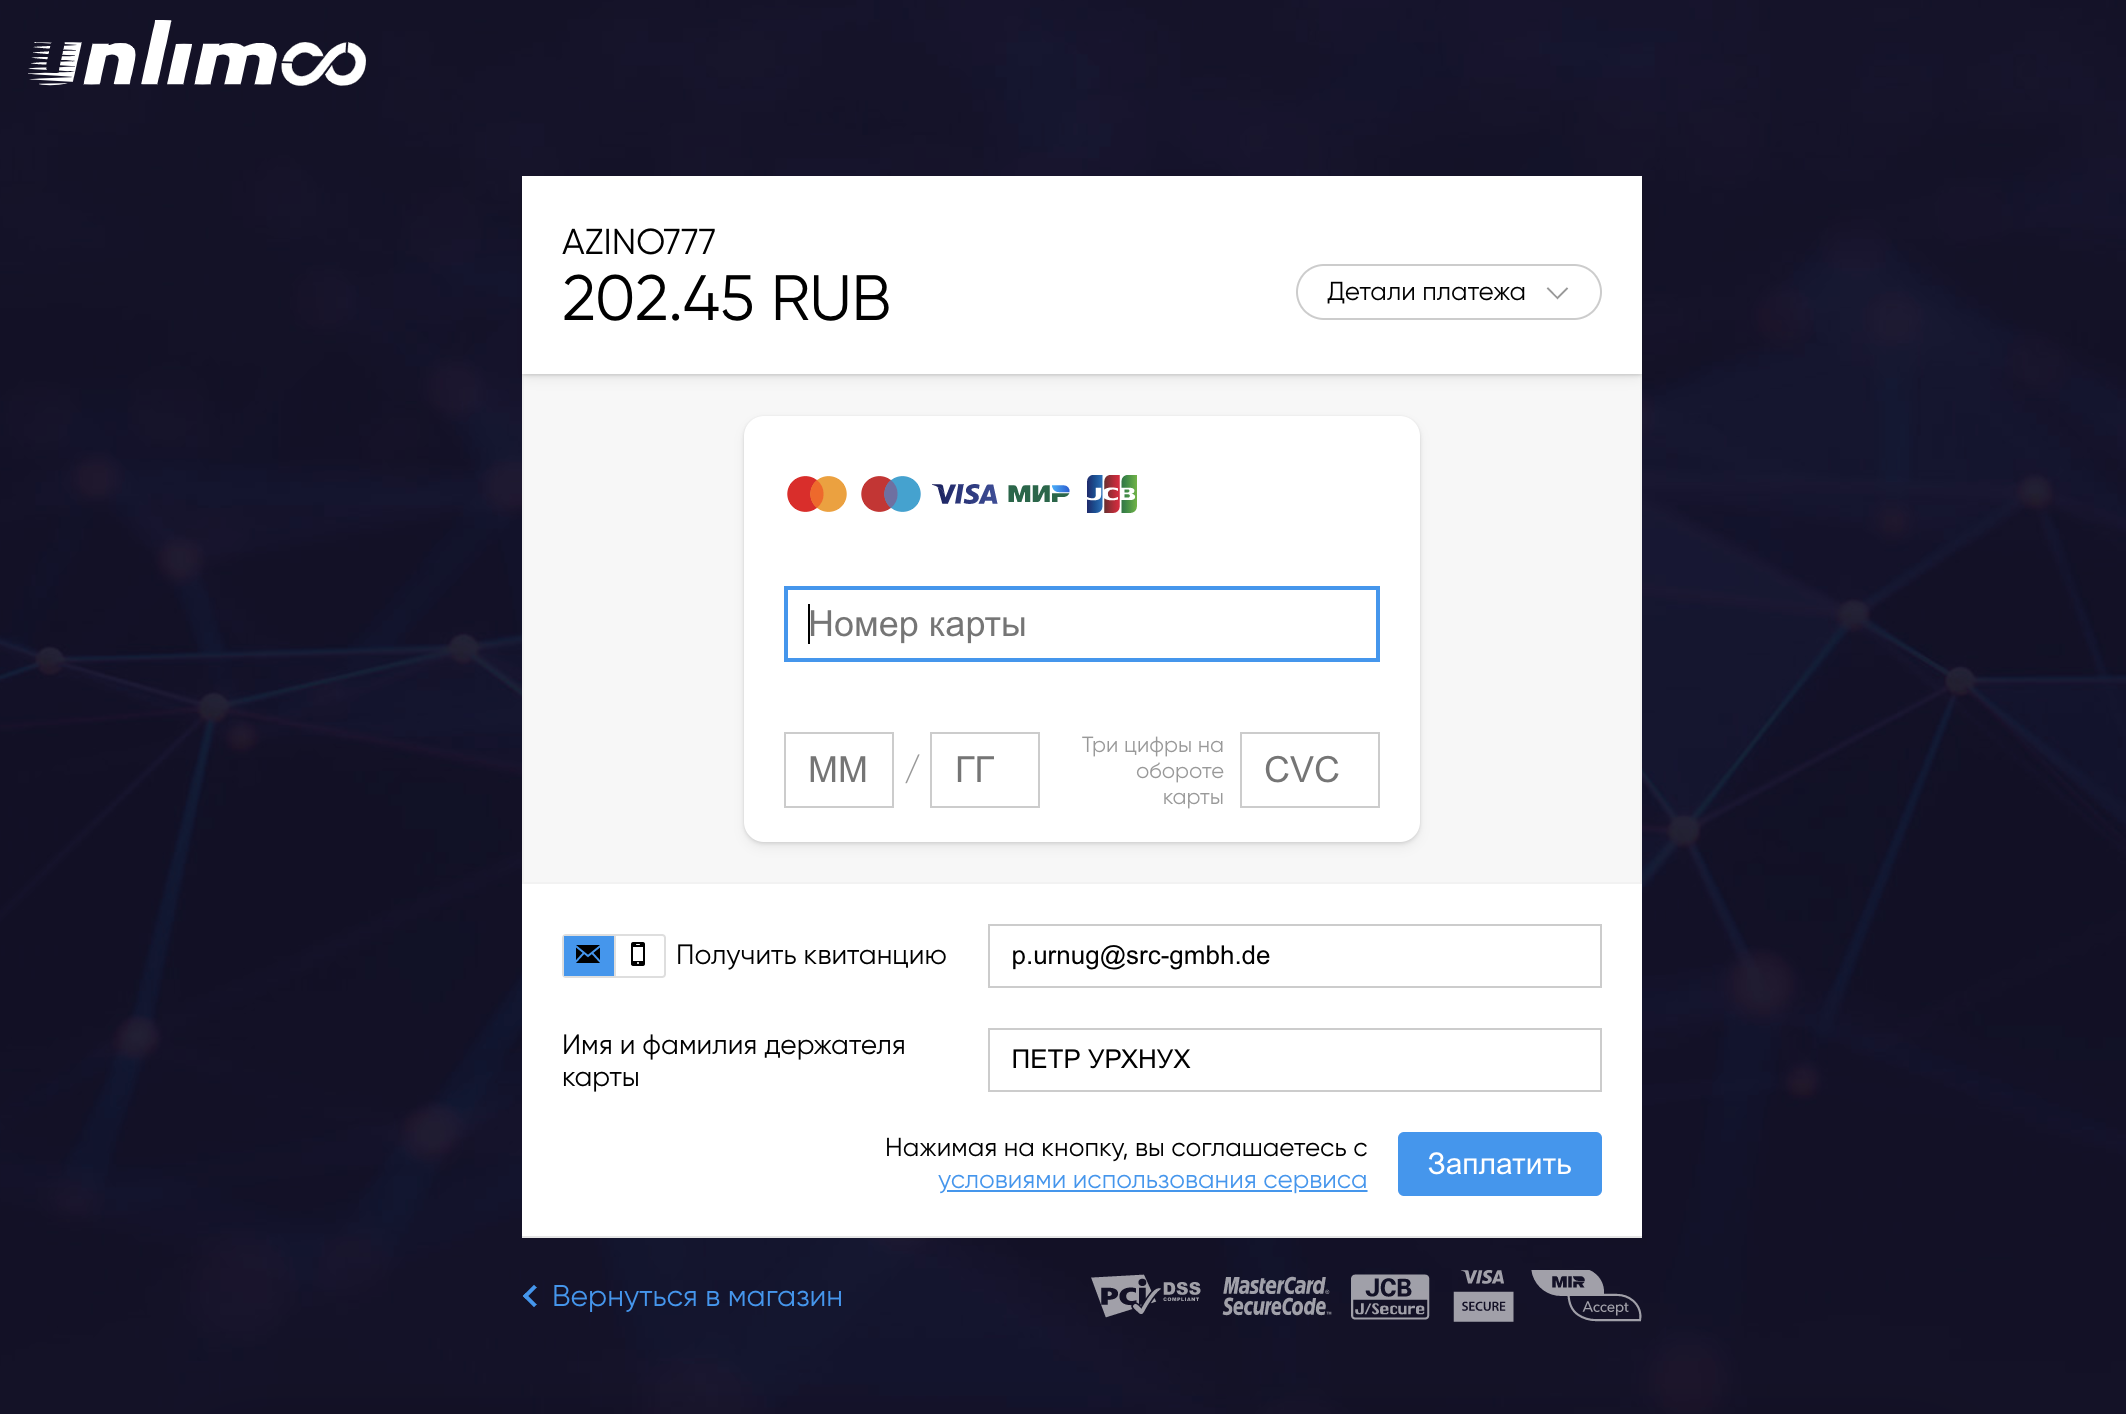 unlim
AZINO777
202.45 RUB
Детали платежа
VISA
МИР
JCB
Номер карты
ММ / ГГ
Три цифры на
обороте
карты
CVC
Получить квитанцию
p.urnug@src-gmbh.de
Имя и фамилия держателя
карты
ПЕТР УРХНУХ
Нажимая на кнопку, вы соглашаетесь с
условиями использования сервиса
Заплатить
Вернуться в магазин
PCI DSS
COMPLIANT
MasterCard.
SecureCode™
JCB
J/Secure
VISA
SECURE
MIR
Accept